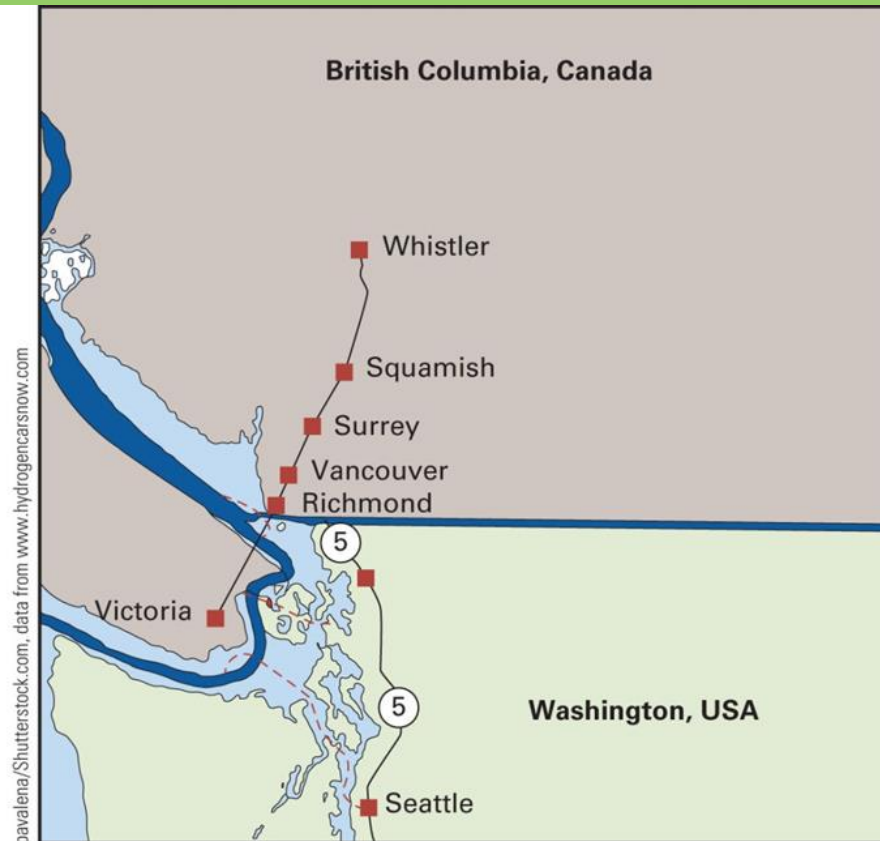 British Columbia, Canada
Whistler
Squamish
Surrey
Vancouver
Richmond
5
Victoria
5
Washington, USA
Seattle
pavalena/Shutterstock.com, data from www.hydrogencarsnow.com